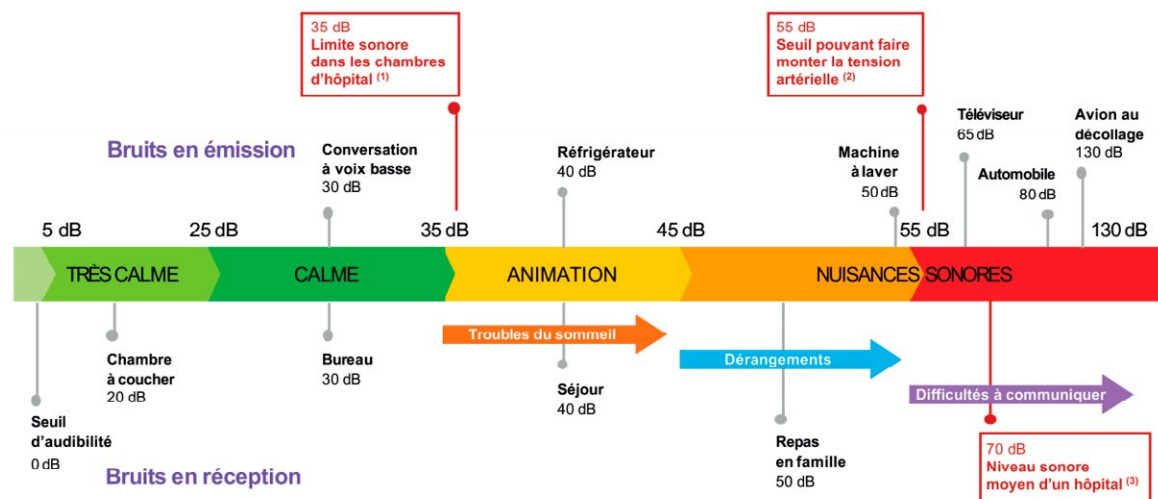 35 dB
Limite sonore
dans les chambres
d'hôpital (1)
55 dB
Seuil pouvant faire
monter la tension
artérielle (2)
Bruits en émission
Conversation
à voix basse
30 dB
Réfrigérateur
40 dB
Machine
à laver
50 dB
Téléviseur
65 dB
Automobile
80 dB
Avion au
décollage
130 dB
5 dB
25 dB
35 dB
45 dB
55 dB
130 dB
TRÈS CALME
CALME
ANIMATION
NUISANCES SONORES
Troubles du sommeil
Dérangements
Difficultés à communiquer
Seuil
d'audibilité
0 dB
Chambre
à coucher
20 dB
Bureau
30 dB
Séjour
40 dB
Repas
en famille
50 dB
70 dB
Niveau sonore
moyen d'un hôpital (3)
Bruits en réception